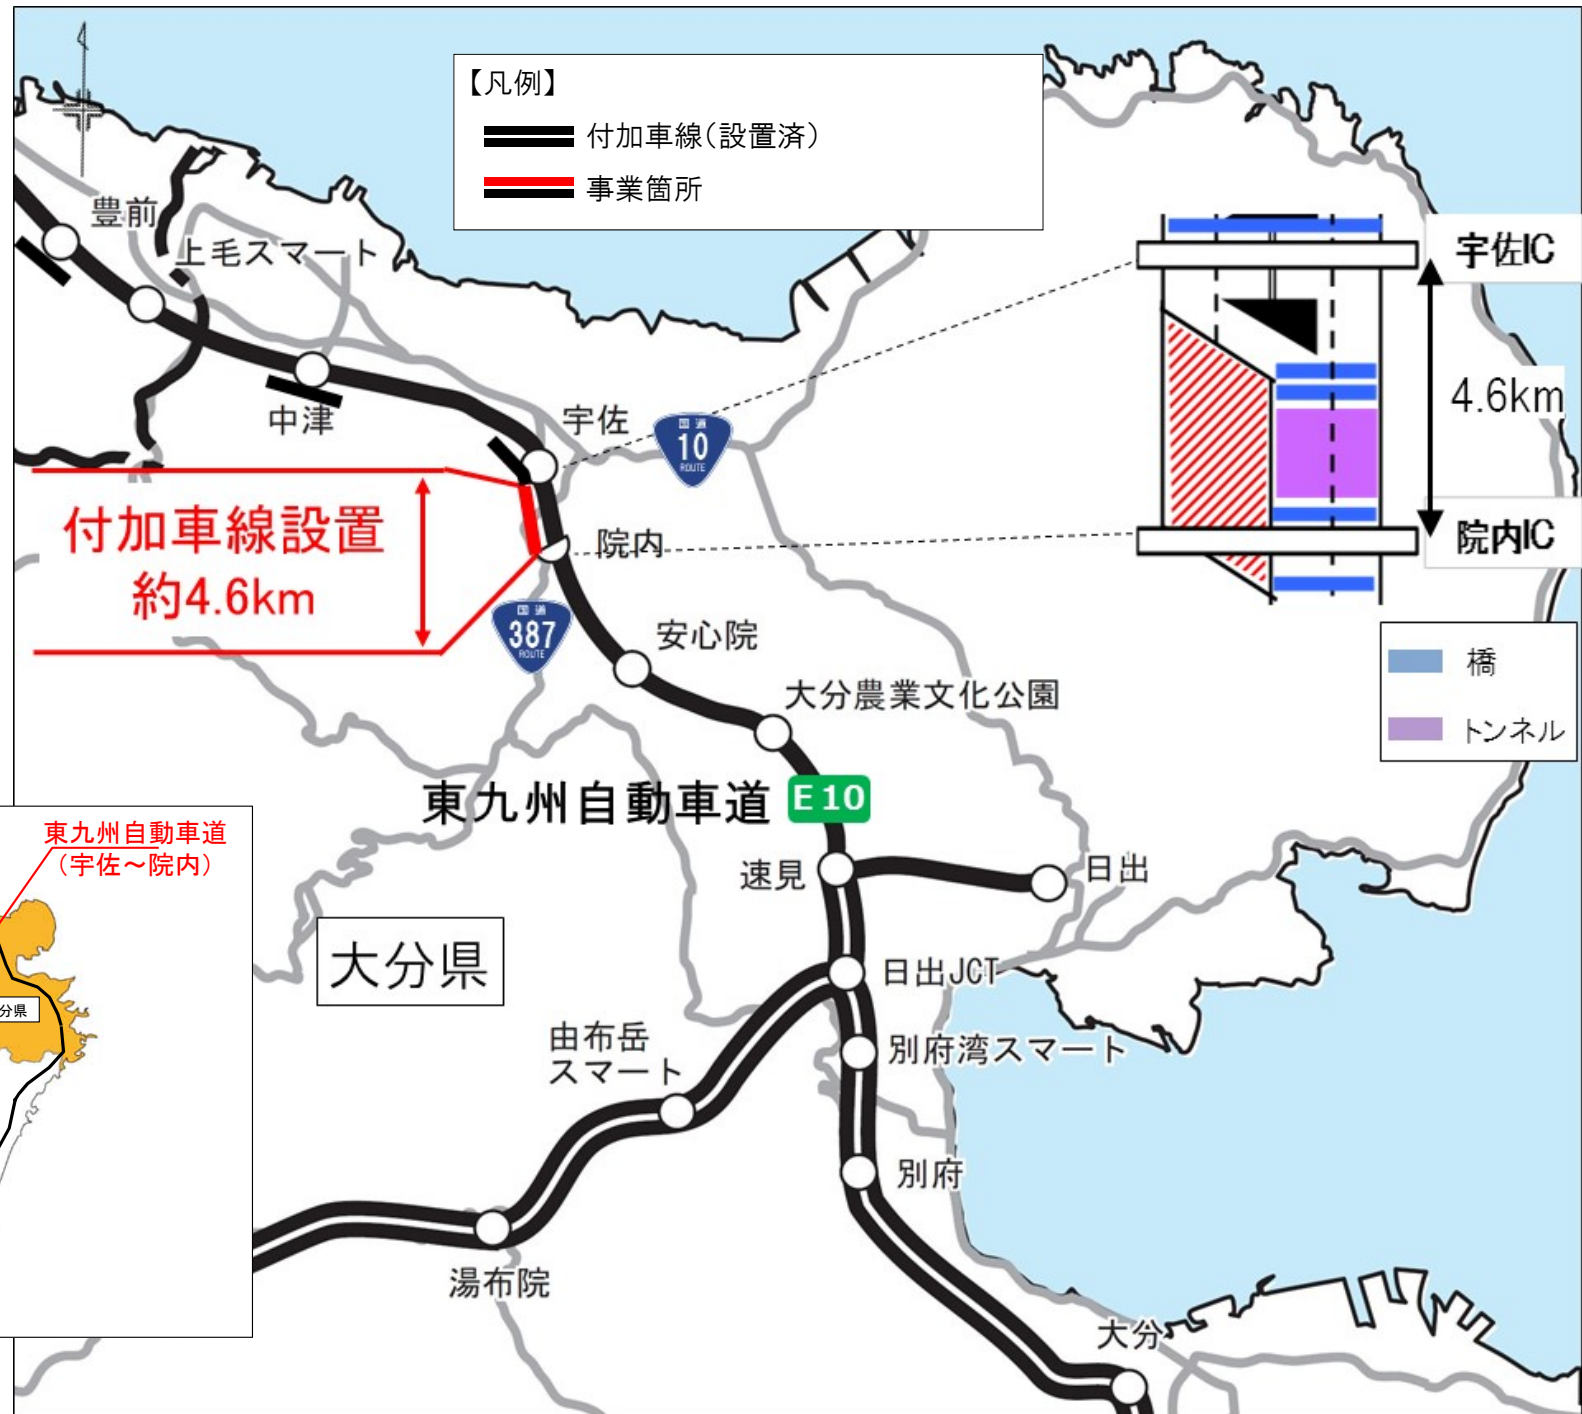 【凡例】
付加車線（設置済）
事業箇所
豊前
上毛スマート
中津
宇佐
国道
10
ROUTE
宇佐IC
4.6km
院内IC
付加車線設置
約4.6km
院内
国道
387
ROUTE
安心院
大分農業文化公園
橋
トンネル
東九州自動車道 E10
東九州自動車道
（宇佐～院内）
分県
速見
日出
大分県
日出JCT
由布岳
スマート
別府湾スマート
別府
湯布院
大分